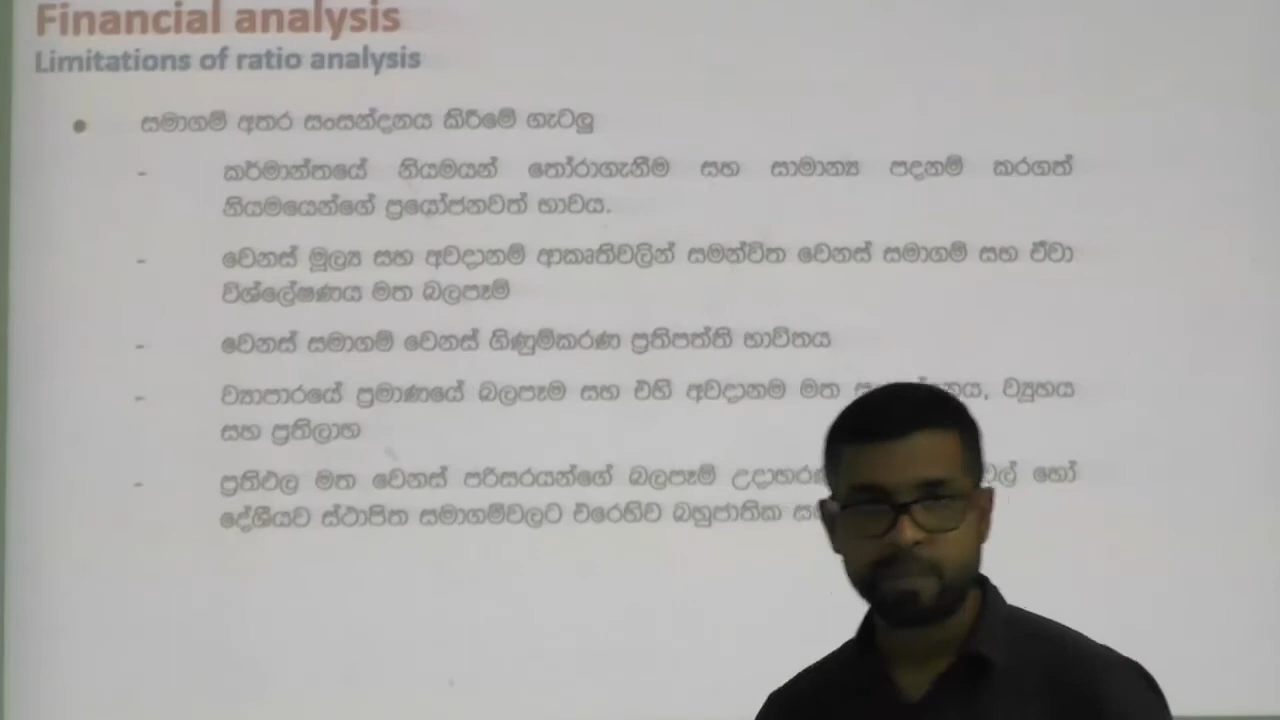 Financial analysis
Limitations of ratio analysis
• සමාගම් අතර සංසන්දනය කිරීමේ ගැටලු
- කර්මාන්තයේ නියමයන් තෝරාගැනීම සහ සාමාන්‍ය පදනම් කරගත්
නියමයෙන්ගේ ප්‍රයෝජනවත් භාවය.
- වෙනස් මූල්‍ය සහ අවදානම් ආකෘතිවලින් සමන්විත වෙනස් සමාගම් සහ ඒවා
විශ්ලේෂණය මත බලපෑම්
- වෙනස් සමාගම් වෙනස් ගිණුම්කරණ ප්‍රතිපත්ති භාවිතය
- ව්‍යාපාරයේ ප්‍රමාණයේ බලපෑම සහ එහි අවදානම මත ව්‍යුහය
සහ ප්‍රතිලාභ
- ප්‍රතිඵල මත වෙනස් පරිසරයන්ගේ බලපෑම් හෝ
දේශීයව ස්ථාපිත සමාගම්වලට එරෙහිව බහුජාතික